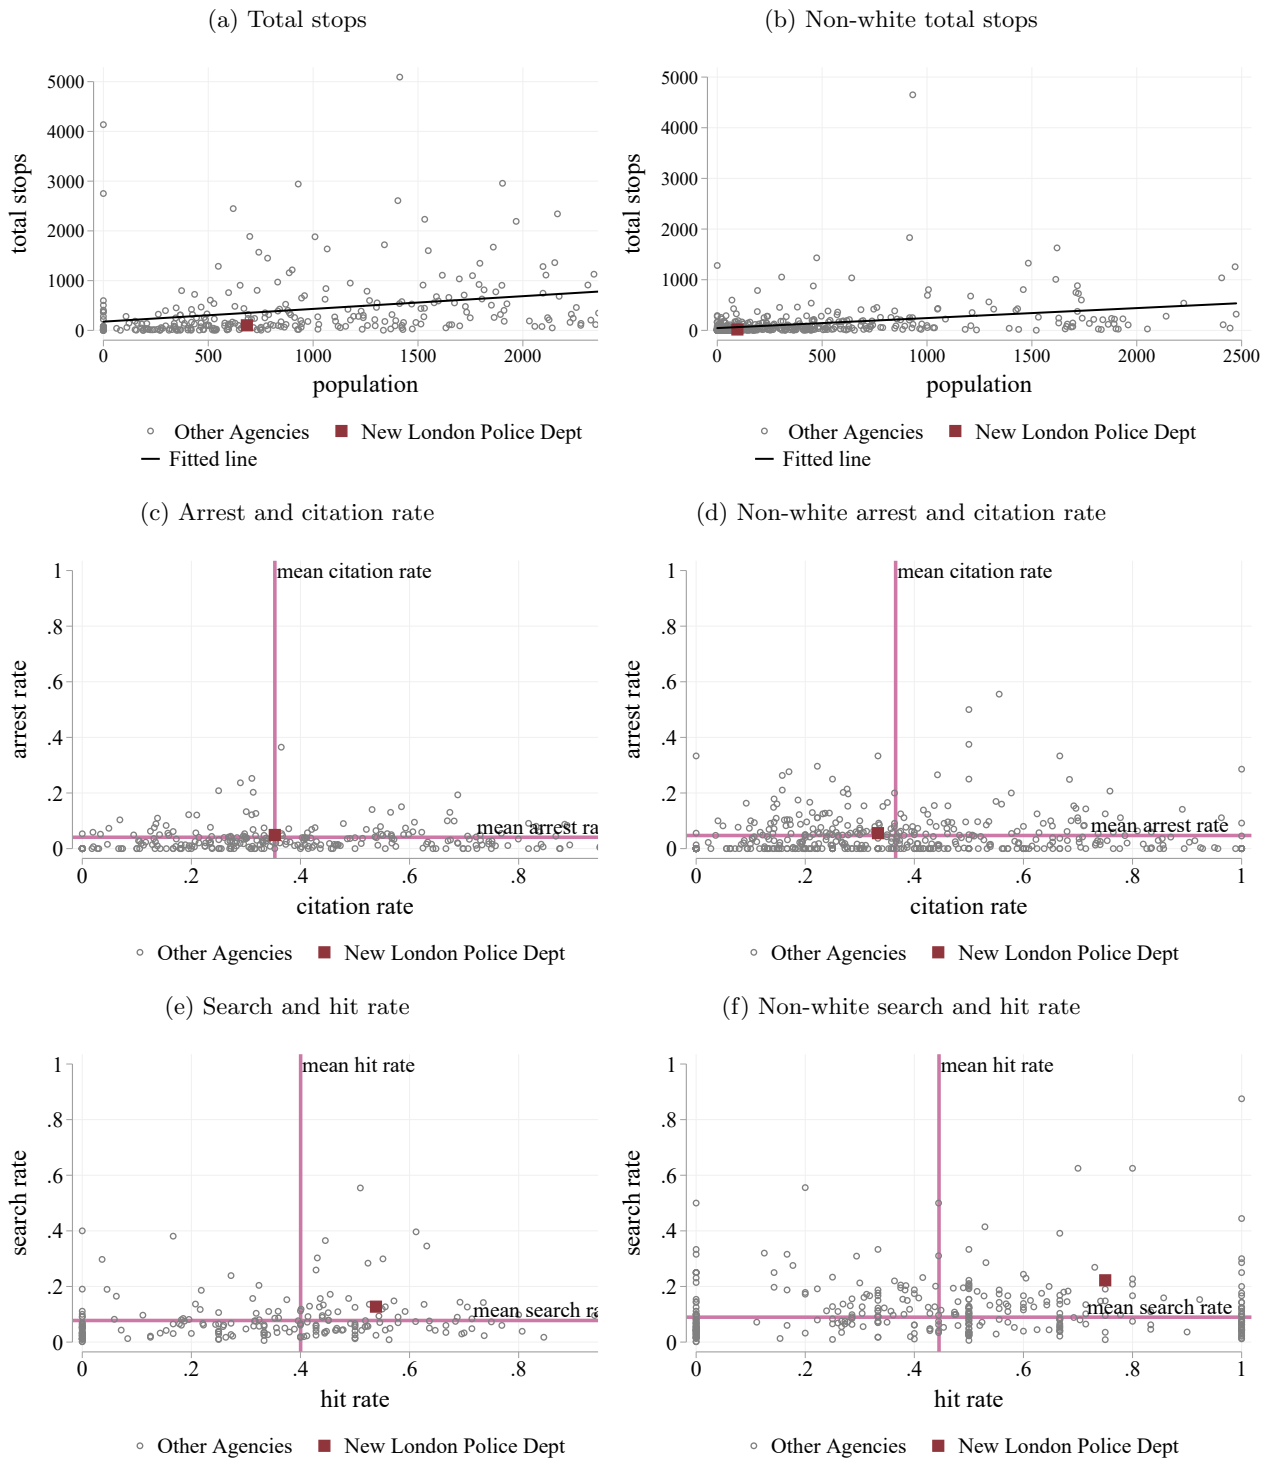 (a) Total stops
(b) Non-white total stops
5000
4000
3000
2000
1000
0
total stops
0 500 1000 1500 2000
population
Other Agencies New London Police Dept
Fitted line
5000
4000
3000
2000
1000
0
total stops
0 500 1000 1500 2000 2500
population
Other Agencies New London Police Dept
Fitted line
(c) Arrest and citation rate
(d) Non-white arrest and citation rate
mean citation rate
1
.8
.6
.4
.2
0
arrest rate
mean arrest ra
0 .2 .4 .6 .8
citation rate
Other Agencies New London Police Dept
mean citation rate
1
.8
.6
.4
.2
0
arrest rate
mean arrest rate
0 .2 .4 .6 .8 1
citation rate
Other Agencies New London Police Dept
(e) Search and hit rate
(f) Non-white search and hit rate
mean hit rate
1
.8
.6
.4
.2
0
search rate
mean search ra
0 .2 .4 .6 .8
hit rate
Other Agencies New London Police Dept
mean hit rate
1
.8
.6
.4
.2
0
search rate
mean search rate
0 .2 .4 .6 .8 1
hit rate
Other Agencies New London Police Dept